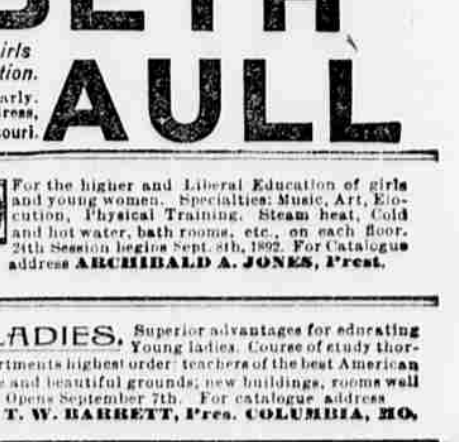 BETH
irls
tion.
arly.
dress,
souri.
AULL
For the higher and Liberal Education of girls
and young women. Specialties: Music, Art, Elo-
cution, Physical Training. Steam heat, Cold
and hot water, bath rooms, etc., on each floor.
24th Session begins Sept. 8th, 1892. For Catalogue
address ARCHIBALD A. JONES, Prest.
LADIES. Superior advantages for educating
Young ladies. Course of study thor-
rtments highest order; teachers of the best American
and beautiful grounds; new buildings, rooms well
Opens September 7th. For catalogue address
T. W. BARRETT, Pres. COLUMBIA, MO.